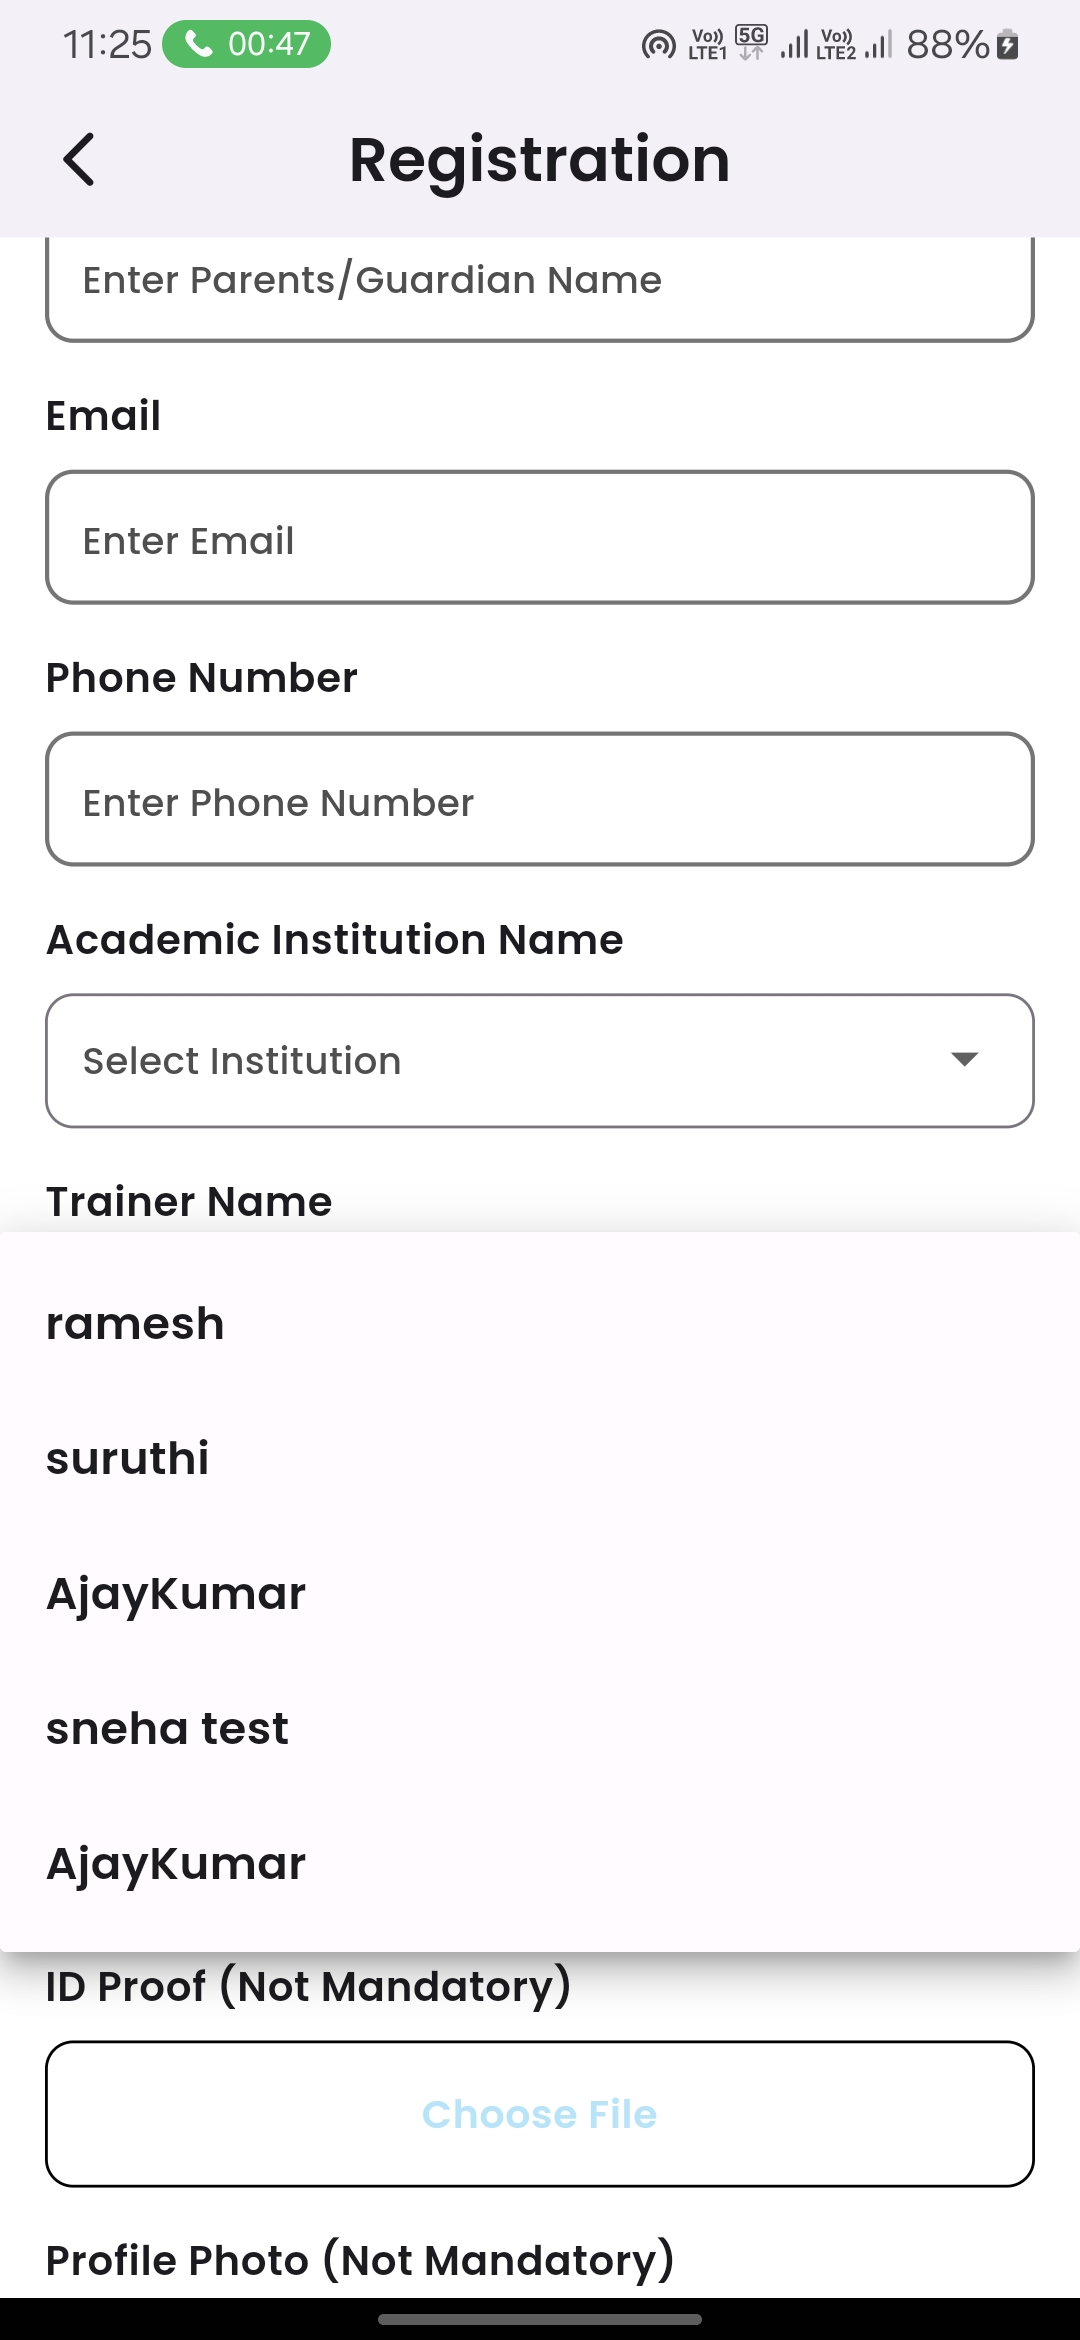 11:25 00:47 Vo)) LTE1 5G Vo)) LTE2 88%
Registration
Enter Parents/Guardian Name
Email
Enter Email
Phone Number
Enter Phone Number
Academic Institution Name
Select Institution
Trainer Name
ramesh
suruthi
AjayKumar
sneha test
AjayKumar
ID Proof (Not Mandatory)
Choose File
Profile Photo (Not Mandatory)